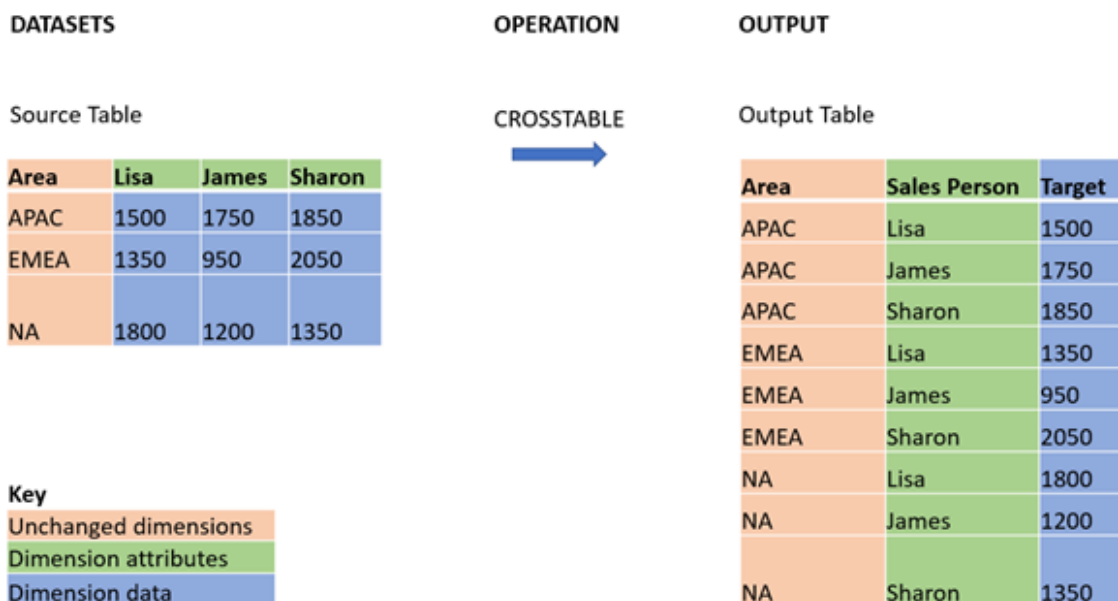 DATASETS OPERATION OUTPUT
Source Table CROSSTABLE Output Table
Area Lisa James Sharon
APAC 1500 1750 1850
EMEA 1350 950 2050
NA 1800 1200 1350
Key
Unchanged dimensions
Dimension attributes
Dimension data
Area Sales Person Target
APAC Lisa 1500
APAC James 1750
APAC Sharon 1850
EMEA Lisa 1350
EMEA James 950
EMEA Sharon 2050
NA Lisa 1800
NA James 1200
NA Sharon 1350